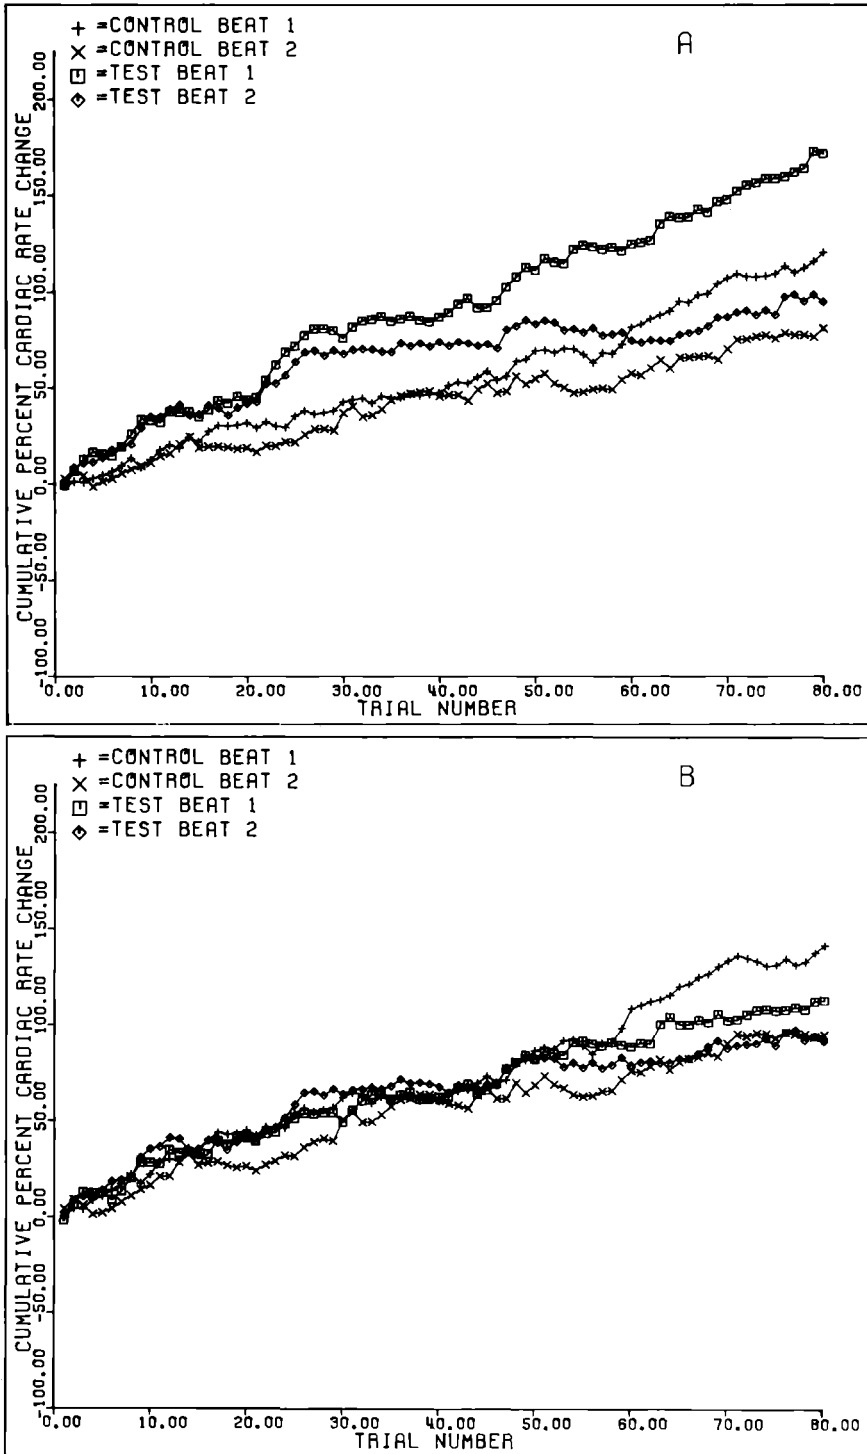 + =CONTROL BEAT 1
× =CONTROL BEAT 2
=TEST BEAT 1
=TEST BEAT 2
A
CUMULATIVE PERCENT CARDIAC RATE CHANGE
200.00
150.00
100.00
50.00
0.00
-50.00
-100.00
0.00 10.00 20.00 30.00 40.00 50.00 60.00 70.00 80.00
TRIAL NUMBER
+ =CONTROL BEAT 1
× =CONTROL BEAT 2
=TEST BEAT 1
=TEST BEAT 2
B
CUMULATIVE PERCENT CARDIAC RATE CHANGE
200.00
150.00
100.00
50.00
0.00
-50.00
-100.00
0.00 10.00 20.00 30.00 40.00 50.00 60.00 70.00 80.00
TRIAL NUMBER